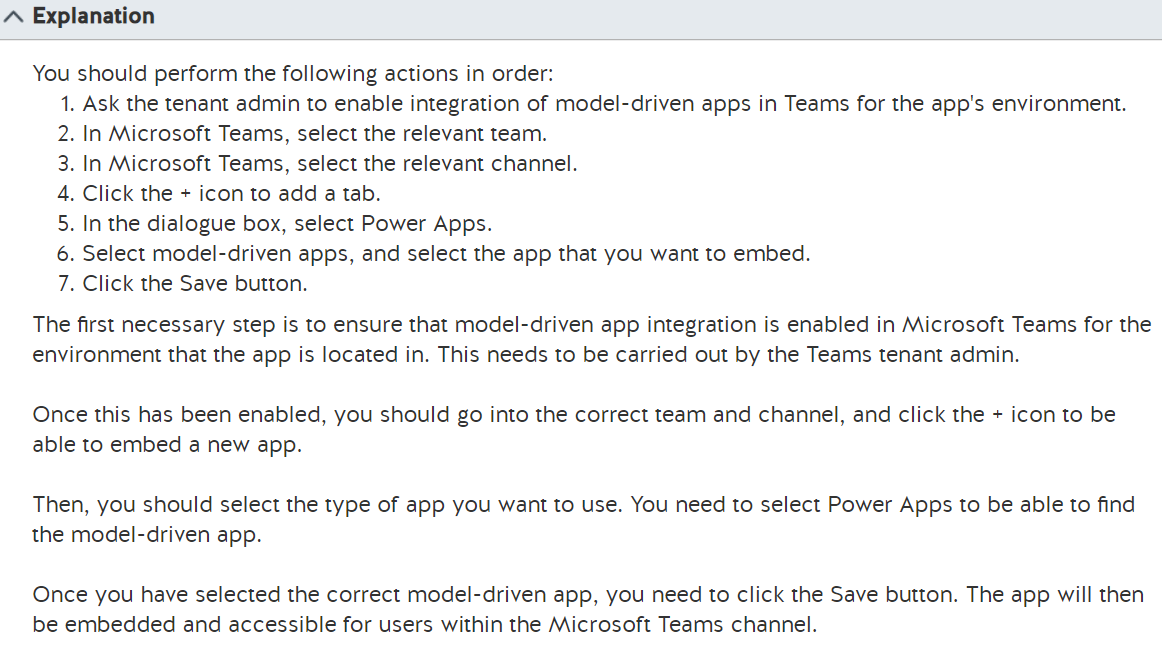 Explanation
You should perform the following actions in order:
1. Ask the tenant admin to enable integration of model-driven apps in Teams for the app's environment.
2. In Microsoft Teams, select the relevant team.
3. In Microsoft Teams, select the relevant channel.
4. Click the + icon to add a tab.
5. In the dialogue box, select Power Apps.
6. Select model-driven apps, and select the app that you want to embed.
7. Click the Save button.
The first necessary step is to ensure that model-driven app integration is enabled in Microsoft Teams for the
environment that the app is located in. This needs to be carried out by the Teams tenant admin.
Once this has been enabled, you should go into the correct team and channel, and click the + icon to be
able to embed a new app.
Then, you should select the type of app you want to use. You need to select Power Apps to be able to find
the model-driven app.
Once you have selected the correct model-driven app, you need to click the Save button. The app will then
be embedded and accessible for users within the Microsoft Teams channel.